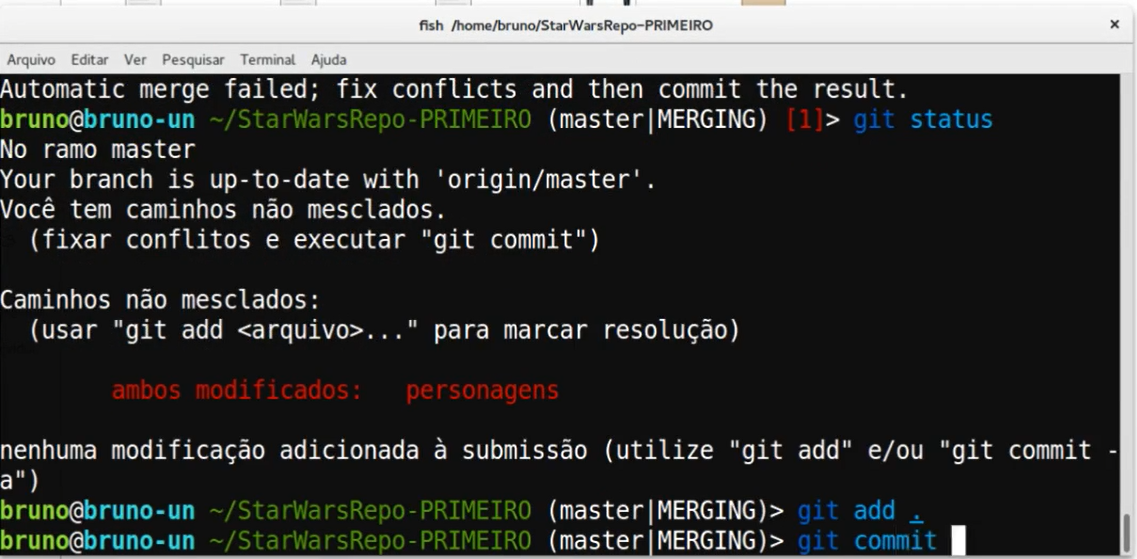 fish /home/bruno/StarWarsRepo-PRIMEIRO ×
Arquivo Editar Ver Pesquisar Terminal Ajuda
Automatic merge failed; fix conflicts and then commit the result.
bruno@bruno-un ~/StarWarsRepo-PRIMEIRO (master|MERGING) [1]> git status
No ramo master
Your branch is up-to-date with 'origin/master'.
Você tem caminhos não mesclados.
  (fixar conflitos e executar "git commit")
Caminhos não mesclados:
  (usar "git add <arquivo>..." para marcar resolução)
        ambos modificados:   personagens
nenhuma modificação adicionada à submissão (utilize "git add" e/ou "git commit -
a")
bruno@bruno-un ~/StarWarsRepo-PRIMEIRO (master|MERGING)> git add .
bruno@bruno-un ~/StarWarsRepo-PRIMEIRO (master|MERGING)> git commit